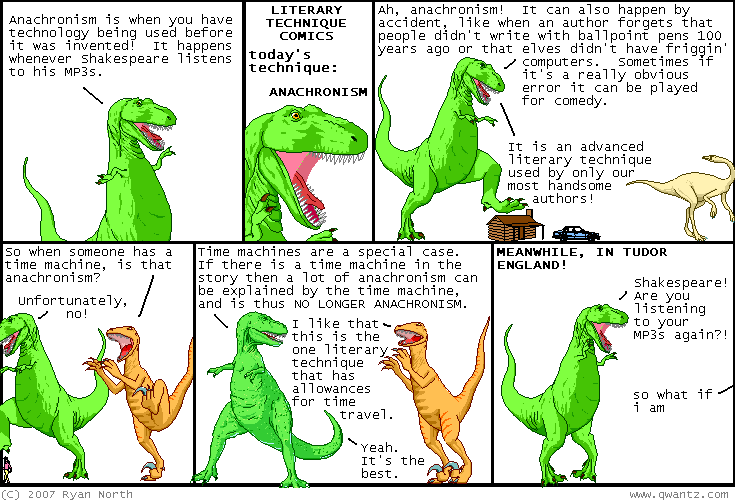 Anachronism is when you have
technology being used before
it was invented! It happens
whenever Shakespeare listens
to his MP3s.
LITERARY
TECHNIQUE
COMICS
today's
technique:
ANACHRONISM
Ah, anachronism! It can also happen by
accident, like when an author forgets that
people didn't write with ballpoint pens 100
years ago or that elves didn't have friggin'
computers. Sometimes if
it's a really obvious
error it can be played
for comedy.
It is an advanced
literary technique
used by only our
most handsome
authors!
So when someone has a
time machine, is that
anachronism?
Unfortunately,
no!
Time machines are a special case.
If there is a time machine in the
story then a lot of anachronism can
be explained by the time machine,
and is thus NO LONGER ANACHRONISM.
I like that
this is the
one literary
technique
that has
allowances
for time
travel.
Yeah.
It's the
best.
MEANWHILE, IN TUDOR
ENGLAND!
Shakespeare!
Are you
listening
to your
MP3s again?!
so what if
i am
(C) 2007 Ryan North
www.qwantz.com